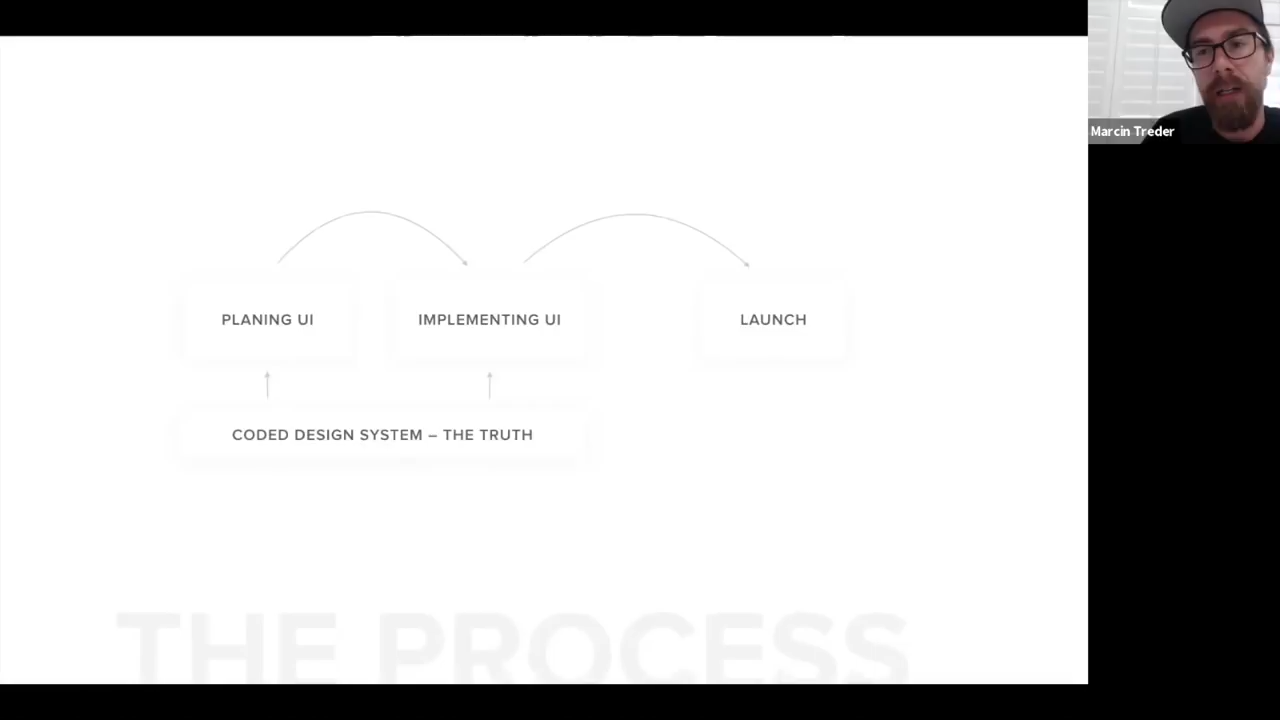 Marcin Treder
PLANING UI
IMPLEMENTING UI
LAUNCH
CODED DESIGN SYSTEM – THE TRUTH
THE PROCESS